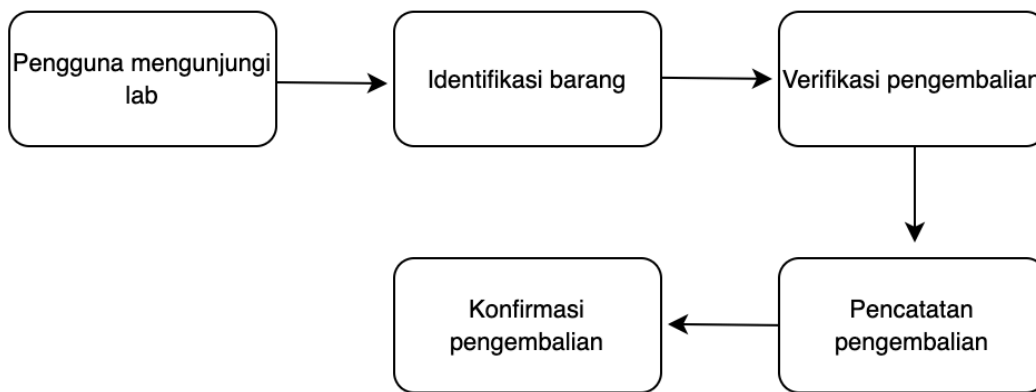 Pengguna mengunjungi
lab
Identifikasi barang
Verifikasi pengembalian
Pencatatan
pengembalian
Konfirmasi
pengembalian